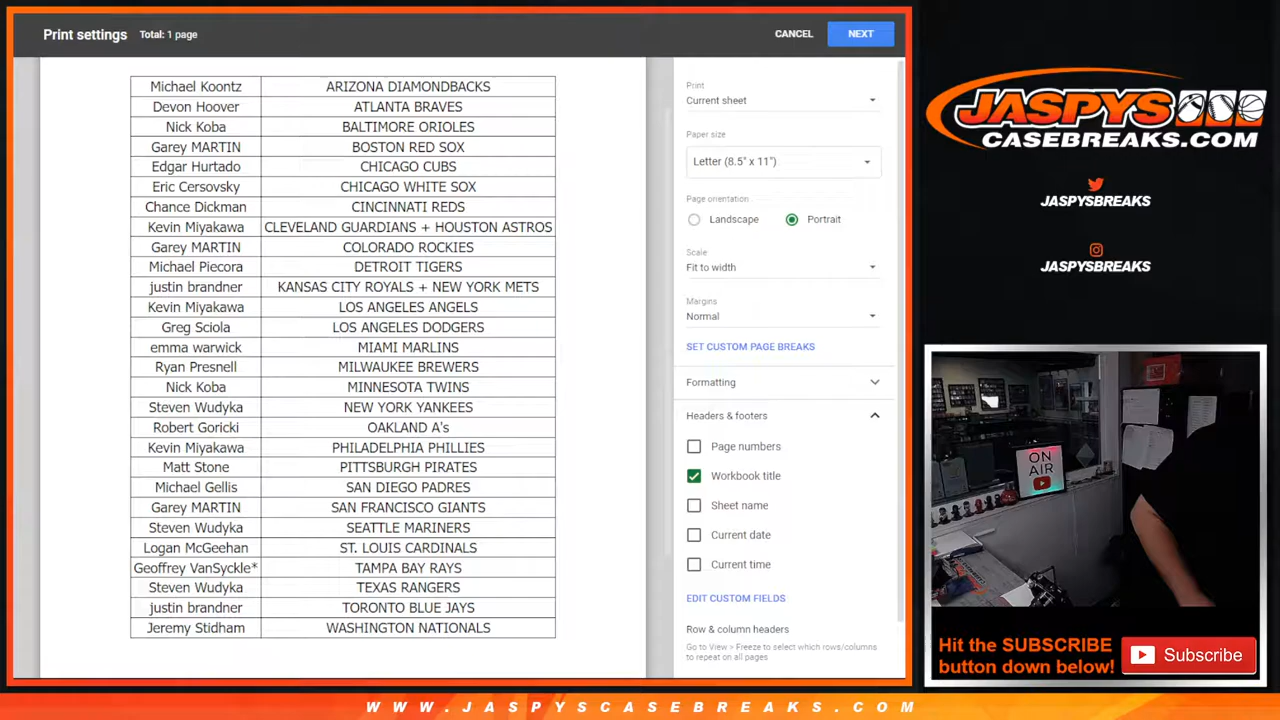 Print settings Total: 1 page CANCEL NEXT
Michael Koontz ARIZONA DIAMONDBACKS
Devon Hoover ATLANTA BRAVES
Nick Koba BALTIMORE ORIOLES
Garey MARTIN BOSTON RED SOX
Edgar Hurtado CHICAGO CUBS
Eric Cersovsky CHICAGO WHITE SOX
Chance Dickman CINCINNATI REDS
Kevin Miyakawa CLEVELAND GUARDIANS + HOUSTON ASTROS
Garey MARTIN COLORADO ROCKIES
Michael Piecora DETROIT TIGERS
justin brandner KANSAS CITY ROYALS + NEW YORK METS
Kevin Miyakawa LOS ANGELES ANGELS
Greg Sciola LOS ANGELES DODGERS
emma warwick MIAMI MARLINS
Ryan Presnell MILWAUKEE BREWERS
Nick Koba MINNESOTA TWINS
Steven Wudyka NEW YORK YANKEES
Robert Goricki OAKLAND A's
Kevin Miyakawa PHILADELPHIA PHILLIES
Matt Stone PITTSBURGH PIRATES
Michael Gellis SAN DIEGO PADRES
Garey MARTIN SAN FRANCISCO GIANTS
Steven Wudyka SEATTLE MARINERS
Logan McGeehan ST. LOUIS CARDINALS
Geoffrey VanSyckle* TAMPA BAY RAYS
Steven Wudyka TEXAS RANGERS
justin brandner TORONTO BLUE JAYS
Jeremy Stidham WASHINGTON NATIONALS
Print
Current sheet
Paper size
Letter (8.5" x 11")
Page orientation
Landscape Portrait
Scale
Fit to width
Margins
Normal
SET CUSTOM PAGE BREAKS
Formatting
Headers & footers
Page numbers
Workbook title
Sheet name
Current date
Current time
EDIT CUSTOM FIELDS
Row & column headers
Go to View > Freeze to select which rows/columns
to repeat on all pages
JASPYS
CASEBREAKS.COM
JASPYSBREAKS
JASPYSBREAKS
ON
AIR
Hit the SUBSCRIBE
button down below!
Subscribe
WWW.JASPYSCASEBREAKS.COM